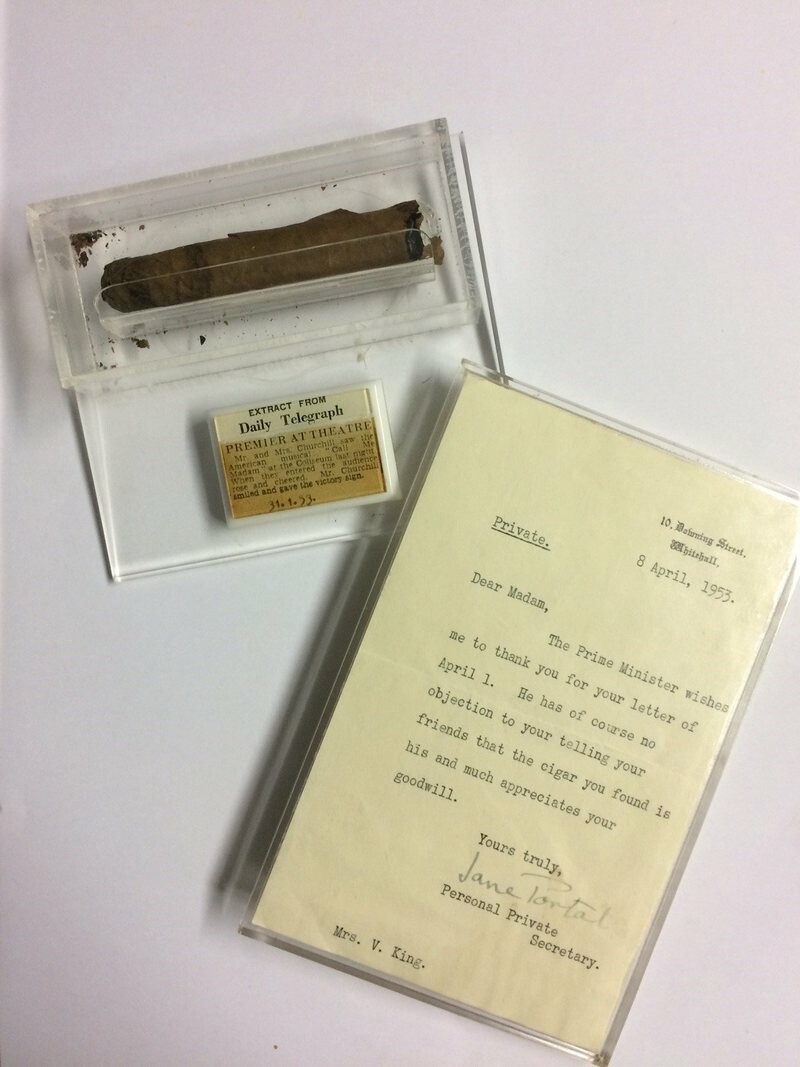 EXTRACT FROM
Daily Telegraph
PREMIER AT THEATRE
Mr and Mrs. Churchill saw the
American musical "Call Me
Madam" at the Coliseum last night
When they entered the audience
rose and cheered. Mr. Churchill
smiled and gave the victory sign.
31.1.53.
10, Downing Street,
Whitehall,
Private.
8 April, 1953.
Dear Madam,
The Prime Minister wishes
me to thank you for your letter of
April 1. He has of course no
objection to your telling your
friends that the cigar you found is
his and much appreciates your
goodwill.
Yours truly,
Jane Portal
Personal Private
Secretary.
Mrs. V. King.